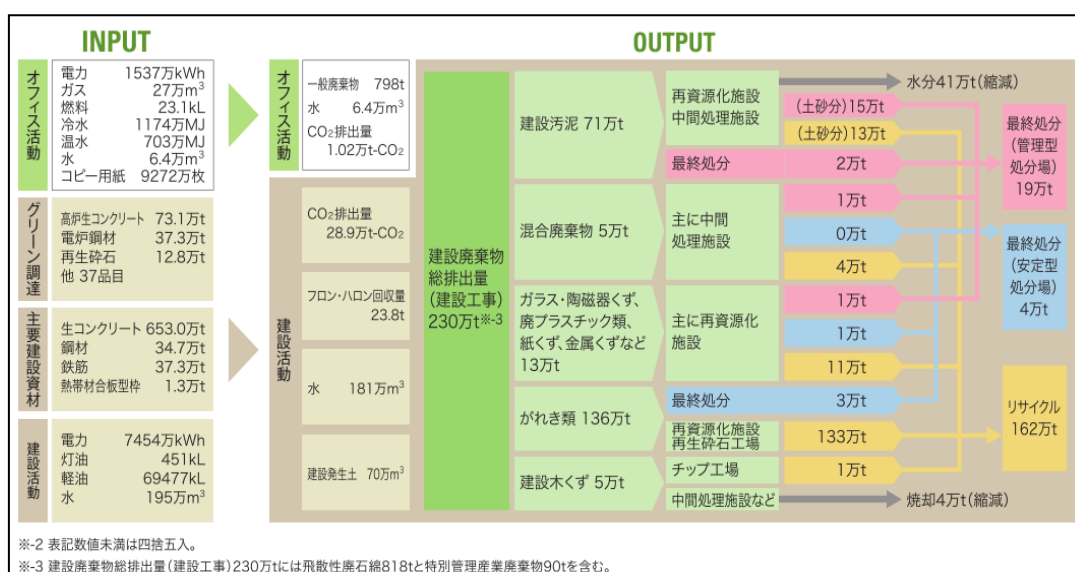 INPUT
OUTPUT
オフィス活動
電力 1537万kWh
ガス 27万m³
燃料 23.1kL
冷水 1174万MJ
温水 703万MJ
水 6.4万m³
コピー用紙 9272万枚
グリーン調達
高炉生コンクリート 73.1万t
電炉鋼材 37.3万t
再生砕石 12.8万t
他 37品目
主要建設資材
生コンクリート 653.0万t
鋼材 34.7万t
鉄筋 37.3万t
熱帯材合板型枠 1.3万t
建設活動
電力 7454万kWh
灯油 451kL
軽油 69477kL
水 195万m³
オフィス活動
一般廃棄物 798t
水 6.4万m³
CO₂排出量
1.02万t-CO₂
建設活動
CO₂排出量
28.9万t-CO₂
フロン・ハロン回収量
23.8t
水 181万m³
建設発生土 70万m³
建設廃棄物
総排出量
(建設工事)
230万t※-3
建設汚泥 71万t
再資源化施設
中間処理施設
水分41万t(縮減)
(土砂分)15万t
(土砂分)13万t
最終処分 2万t
混合廃棄物 5万t
主に中間
処理施設
1万t
0万t
4万t
ガラス・陶磁器くず、
廃プラスチック類、
紙くず、金属くずなど
13万t
主に再資源化
施設
1万t
1万t
11万t
がれき類 136万t
最終処分 3万t
再資源化施設
再生砕石工場
133万t
建設木くず 5万t
チップ工場 1万t
中間処理施設など
焼却4万t(縮減)
最終処分
(管理型
処分場)
19万t
最終処分
(安定型
処分場)
4万t
リサイクル
162万t
※-2 表記数値未満は四捨五入。
※-3 建設廃棄物総排出量(建設工事)230万tには飛散性廃石綿818tと特別管理産業廃棄物90tを含む。